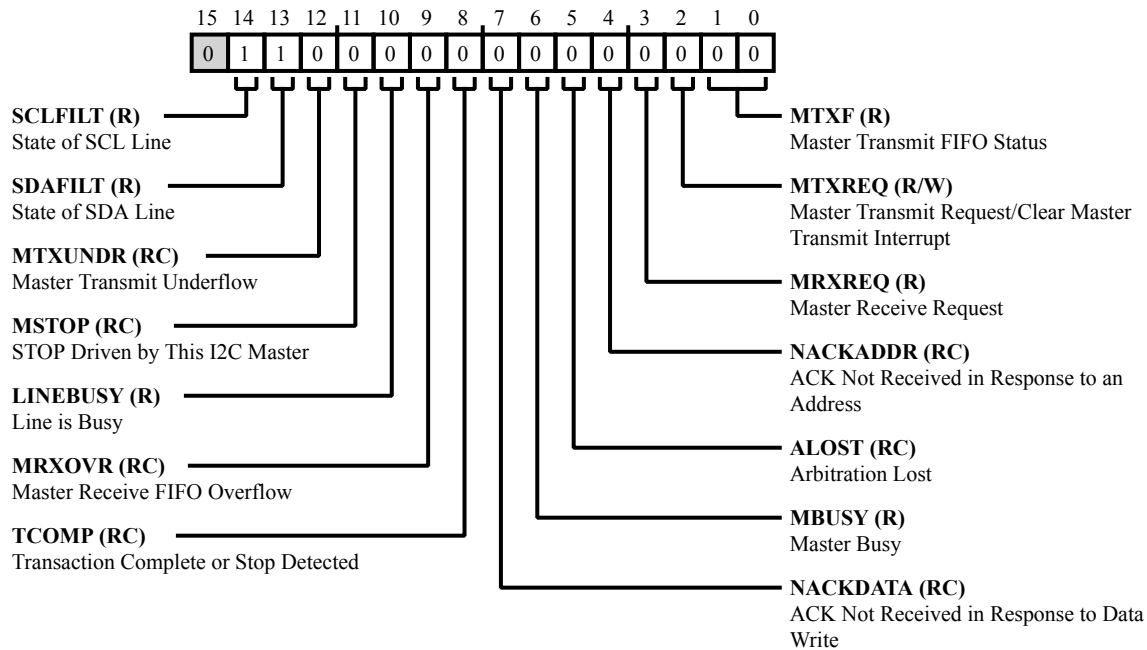 15 14 13 12 11 10 9 8 7 6 5 4 3 2 1 0
0 1 1 0 0 0 0 0 0 0 0 0 0 0 0 0
SCLFILT (R)
State of SCL Line
SDAFILT (R)
State of SDA Line
MTXUNDR (RC)
Master Transmit Underflow
MSTOP (RC)
STOP Driven by This I2C Master
LINEBUSY (R)
Line is Busy
MRXOVR (RC)
Master Receive FIFO Overflow
TCOMP (RC)
Transaction Complete or Stop Detected
MTXF (R)
Master Transmit FIFO Status
MTXREQ (R/W)
Master Transmit Request/Clear Master
Transmit Interrupt
MRXREQ (R)
Master Receive Request
NACKADDR (RC)
ACK Not Received in Response to an
Address
ALOST (RC)
Arbitration Lost
MBUSY (R)
Master Busy
NACKDATA (RC)
ACK Not Received in Response to Data
Write